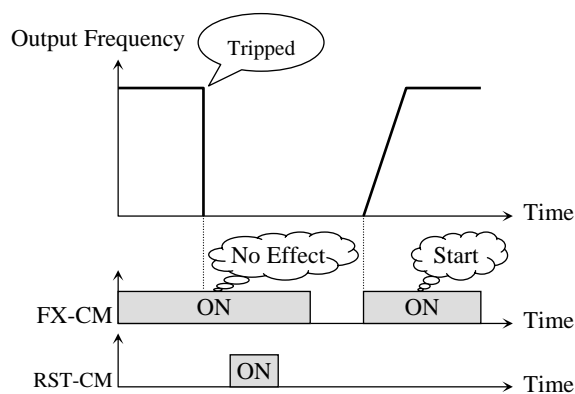 Output Frequency
Tripped
Time
No Effect
Start
FX-CM
ON
ON
Time
RST-CM
ON
Time